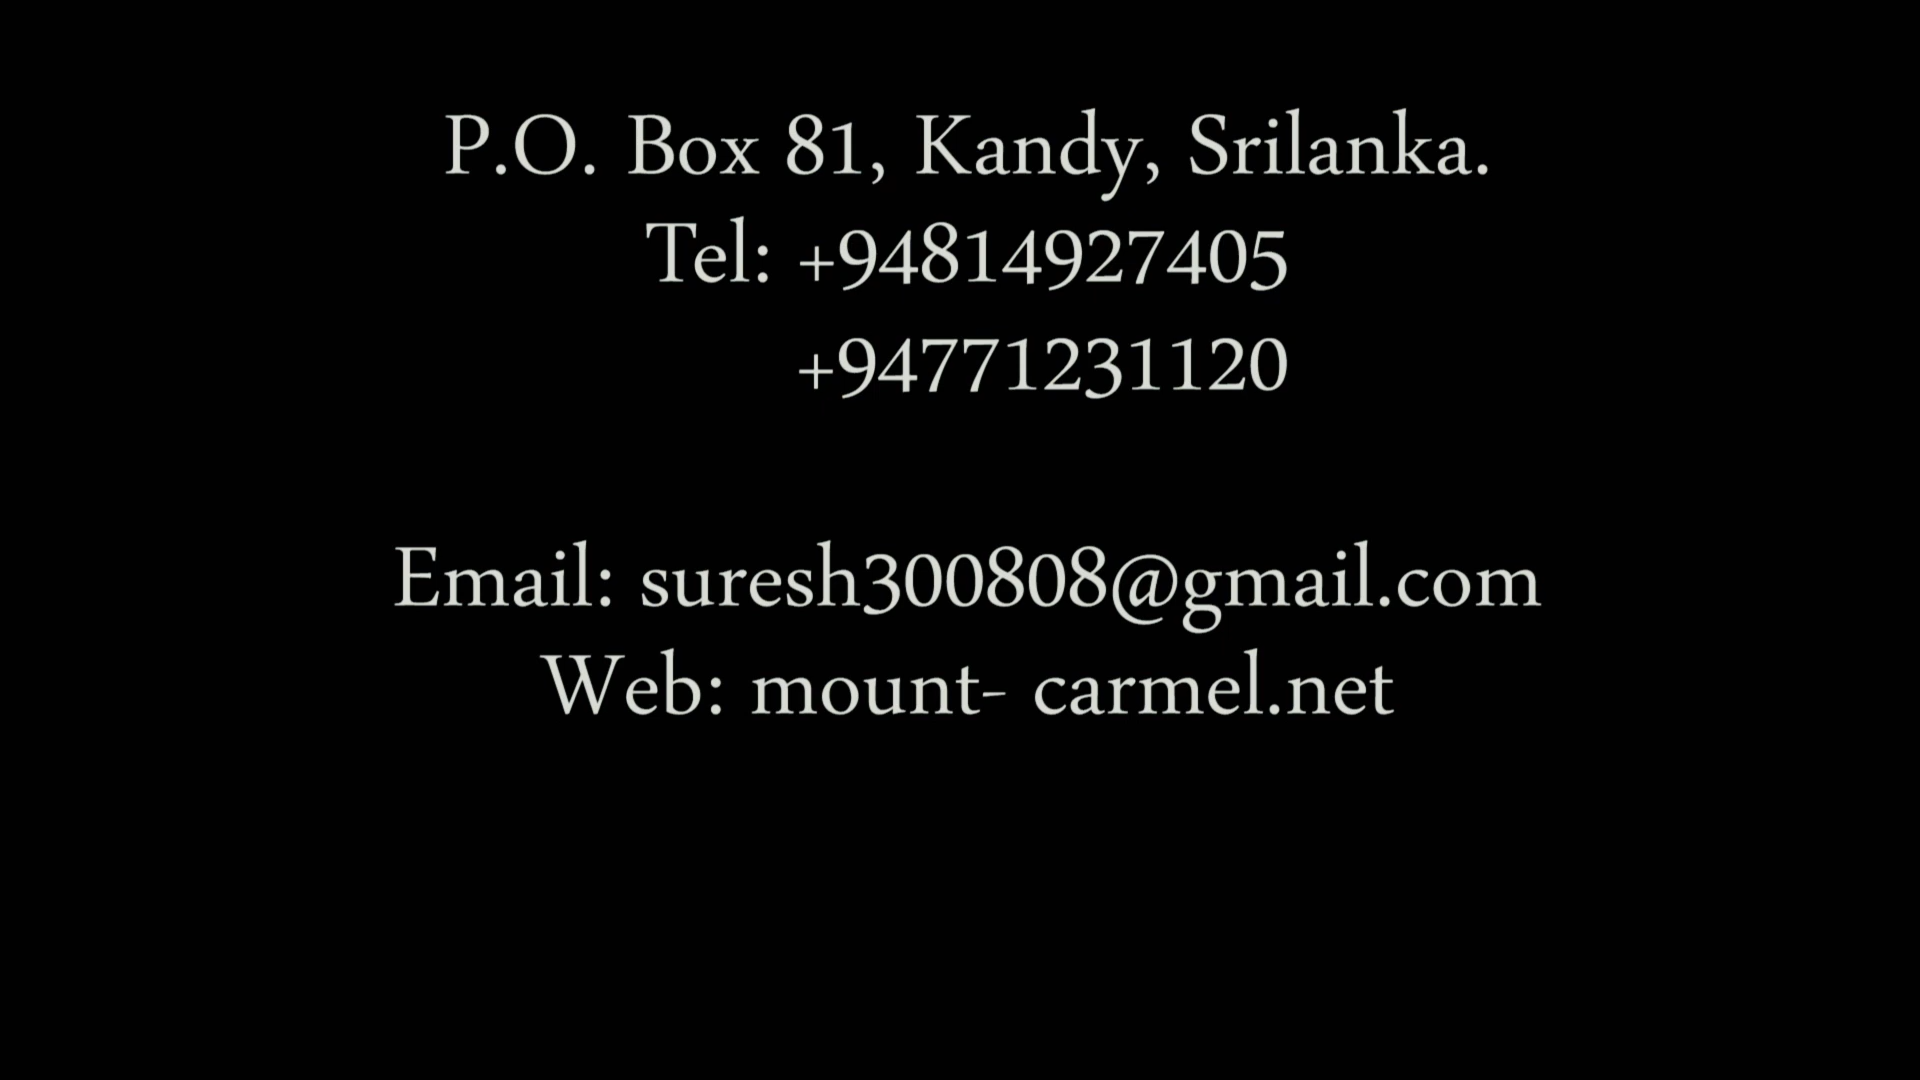 P.O. Box 81, Kandy, Srilanka.
Tel: +94814927405
+94771231120
Email: suresh300808@gmail.com
Web: mount- carmel.net